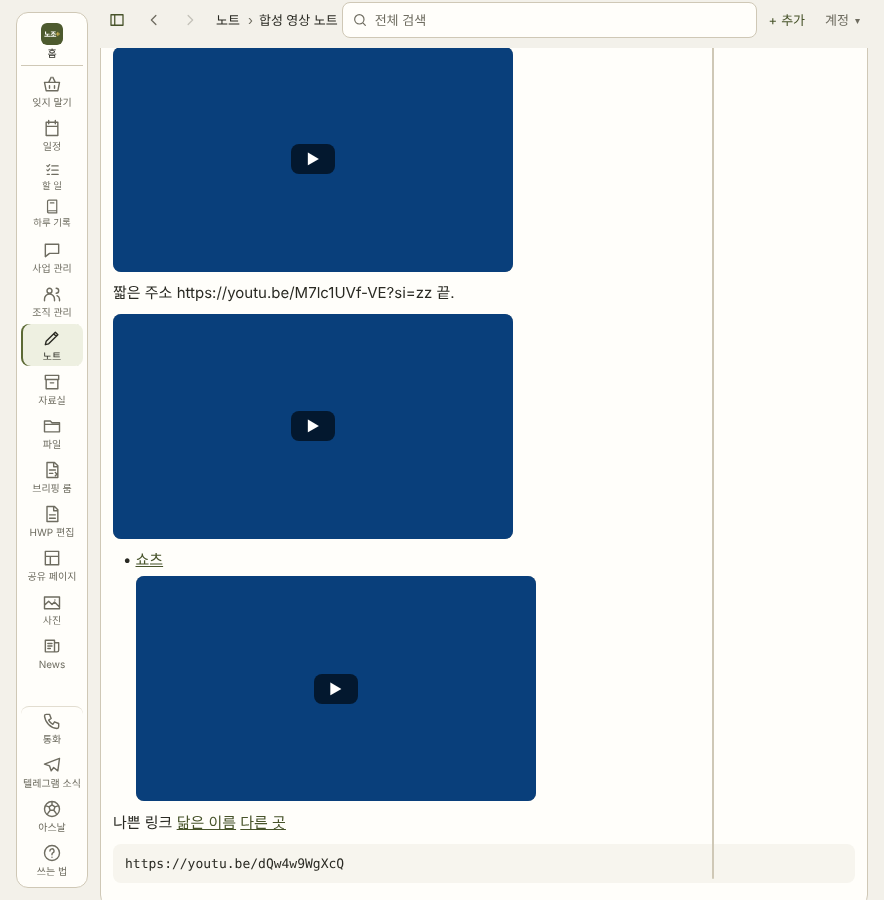 노조+
홈
잊지 말기
일정
할 일
하루 기록
사업 관리
조직 관리
노트
자료실
파일
브리핑 룸
HWP 편집
공유 페이지
사진
News
통화
텔레그램 소식
아스날
쓰는 법
노트 › 합성 영상 노트
전체 검색
+ 추가
계정 ▾
짧은 주소 https://youtu.be/M7lc1UVf-VE?si=zz 끝.
• 쇼츠
나쁜 링크 닮은 이름 다른 곳
https://youtu.be/dQw4w9WgXcQ